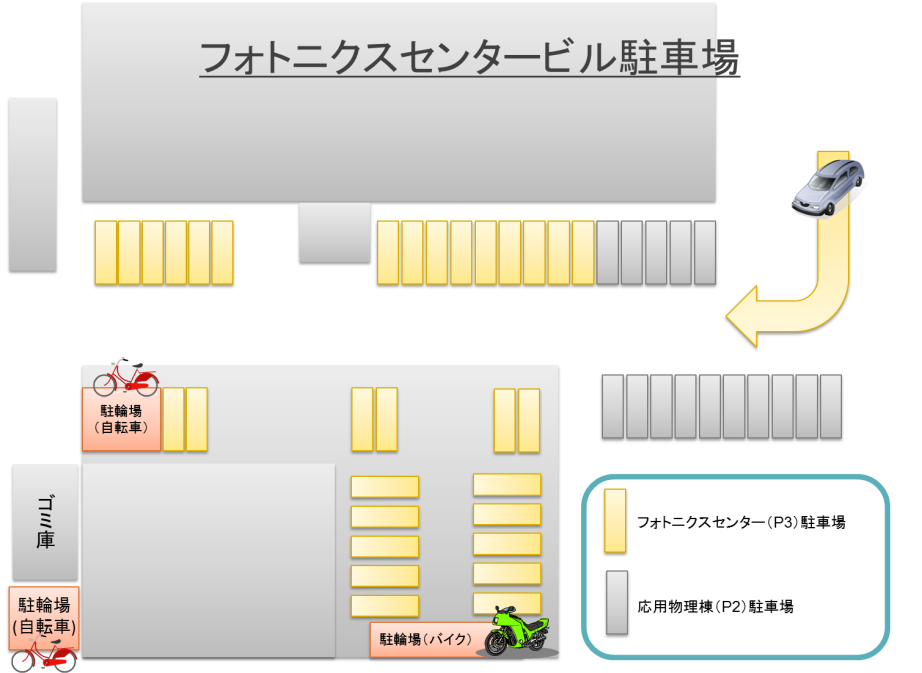 フォトニクスセンタービル駐車場
駐輪場
（自転車）
ゴミ庫
駐輪場
(自転車)
駐輪場（バイク）
フォトニクスセンター（P3）駐車場
応用物理棟（P2）駐車場